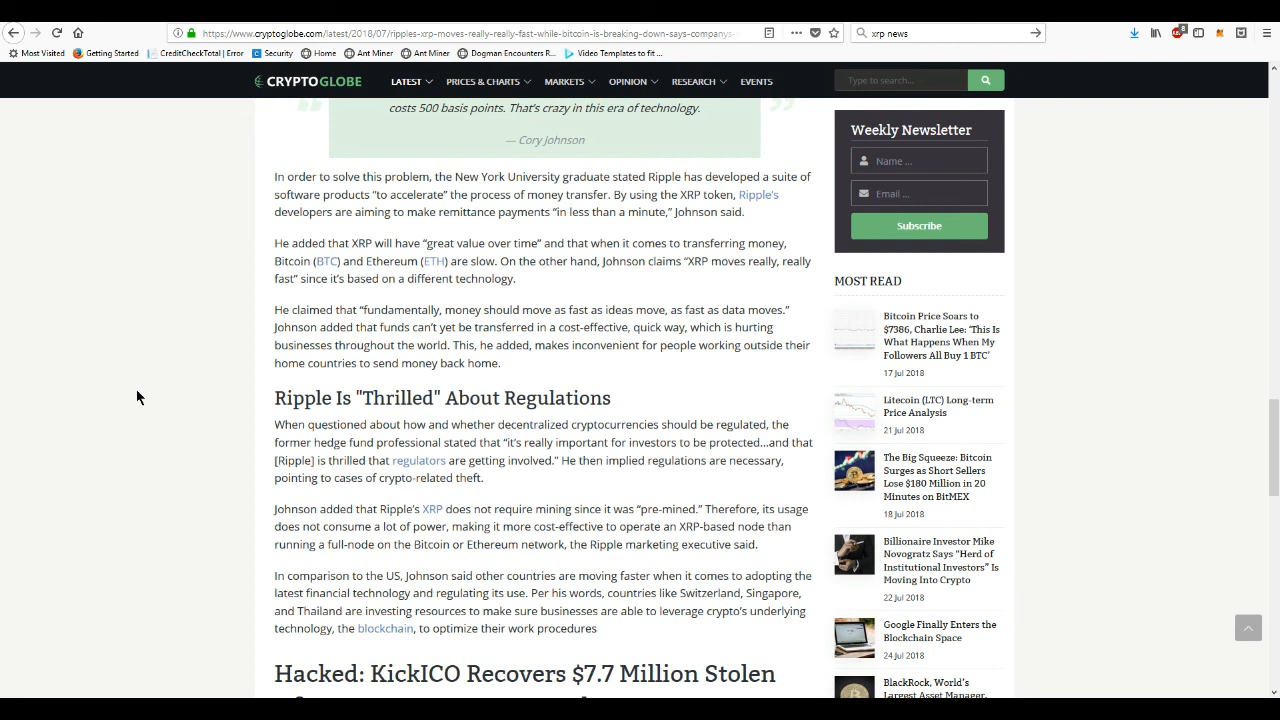 https://www.cryptoglobe.com/latest/2018/07/ripples-xrp-moves-really-really-fast-while-bitcoin-is-breaking-down-says-companys-
xrp news
8
Most Visited
Getting Started
CreditCheckTotal | Error
Security
Home
Ant Miner
Ant Miner
Dogman Encounters R...
Video Templates to fit ...
CRYPTOGLOBE
LATEST
PRICES & CHARTS
MARKETS
OPINION
RESEARCH
EVENTS
Type to search...
costs 500 basis points. That's crazy in this era of technology.
— Cory Johnson
In order to solve this problem, the New York University graduate stated Ripple has developed a suite of
software products “to accelerate” the process of money transfer. By using the XRP token, Ripple’s
developers are aiming to make remittance payments “in less than a minute,” Johnson said.
He added that XRP will have “great value over time” and that when it comes to transferring money,
Bitcoin (BTC) and Ethereum (ETH) are slow. On the other hand, Johnson claims “XRP moves really, really
fast” since it’s based on a different technology.
He claimed that “fundamentally, money should move as fast as ideas move, as fast as data moves.”
Johnson added that funds can’t yet be transferred in a cost-effective, quick way, which is hurting
businesses throughout the world. This, he added, makes inconvenient for people working outside their
home countries to send money back home.
Ripple Is "Thrilled" About Regulations
When questioned about how and whether decentralized cryptocurrencies should be regulated, the
former hedge fund professional stated that “it’s really important for investors to be protected…and that
[Ripple] is thrilled that regulators are getting involved.” He then implied regulations are necessary,
pointing to cases of crypto-related theft.
Johnson added that Ripple’s XRP does not require mining since it was “pre-mined.” Therefore, its usage
does not consume a lot of power, making it more cost-effective to operate an XRP-based node than
running a full-node on the Bitcoin or Ethereum network, the Ripple marketing executive said.
In comparison to the US, Johnson said other countries are moving faster when it comes to adopting the
latest financial technology and regulating its use. Per his words, countries like Switzerland, Singapore,
and Thailand are investing resources to make sure businesses are able to leverage crypto’s underlying
technology, the blockchain, to optimize their work procedures
Hacked: KickICO Recovers $7.7 Million Stolen
Weekly Newsletter
Name ...
Email ...
Subscribe
MOST READ
Bitcoin Price Soars to
$7386, Charlie Lee: ‘This Is
What Happens When My
Followers All Buy 1 BTC’
17 Jul 2018
Litecoin (LTC) Long-term
Price Analysis
21 Jul 2018
The Big Squeeze: Bitcoin
Surges as Short Sellers
Lose $180 Million in 20
Minutes on BitMEX
18 Jul 2018
Billionaire Investor Mike
Novogratz Says “Herd of
Institutional Investors” Is
Moving Into Crypto
22 Jul 2018
Google Finally Enters the
Blockchain Space
24 Jul 2018
BlackRock, World’s
Largest Asset Manager,